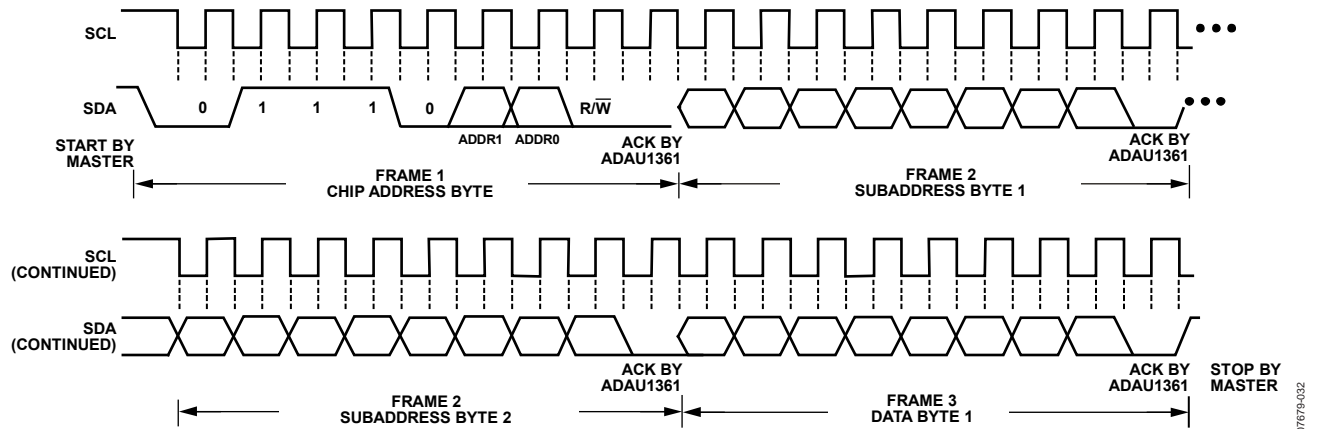 SCL
SDA
0 1 1 1 0 R/W̅
ADDR1 ADDR0
START BY
MASTER
ACK BY
ADAU1361
ACK BY
ADAU1361
FRAME 1
CHIP ADDRESS BYTE
FRAME 2
SUBADDRESS BYTE 1
SCL
(CONTINUED)
SDA
(CONTINUED)
ACK BY
ADAU1361
ACK BY
ADAU1361
STOP BY
MASTER
FRAME 2
SUBADDRESS BYTE 2
FRAME 3
DATA BYTE 1
07679-032